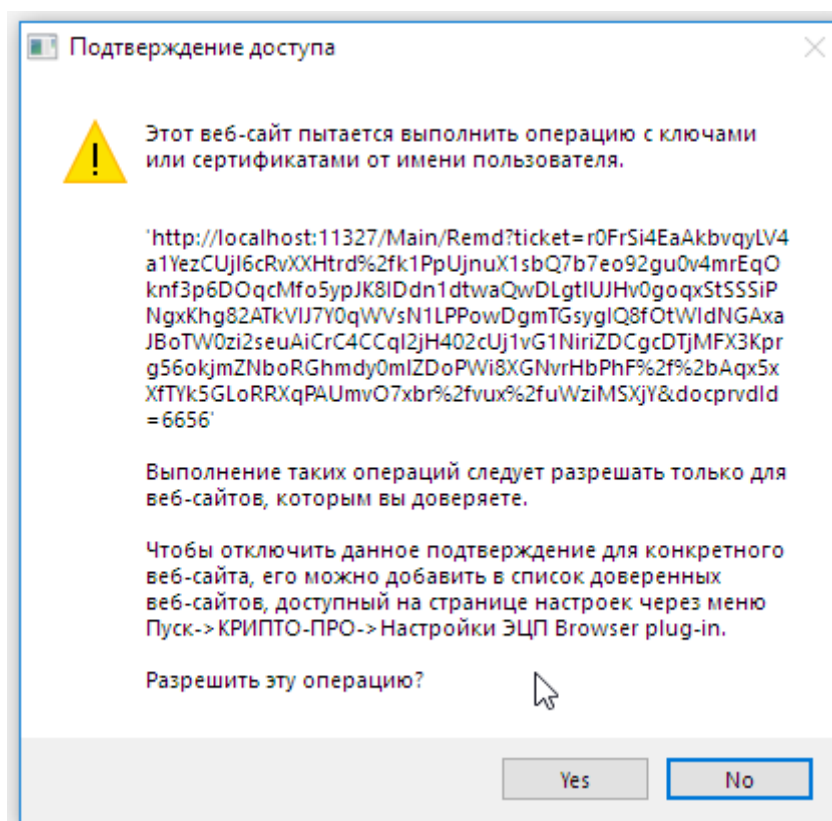 Подтверждение доступа
Этот веб-сайт пытается выполнить операцию с ключами
или сертификатами от имени пользователя.
'http://localhost:11327/Main/Remd?ticket=r0FrSi4EaAkbvqyLV4
a1YezCUjl6cRvXXHtrd%2fk1PpUjnuX1sbQ7b7eo92gu0v4mrEqO
knf3p6DOqcMfo5ypJK8IDdn1dtwaQwDLgtIUJHv0goqxStSSSiP
NgxKhg82ATkVIJ7Y0qWVsN1LPPowDgmTGsyglQ8fOtWIdNGAxa
JBoTW0zi2seuAiCrC4CCqI2jH402cUj1vG1NiriZDCgcDTjMFX3Kpr
g56okjmZNboRGhmdy0mIZDoPWi8XGNvrHbPhF%2f%2bAqx5x
XfTYk5GLoRRXqPAUmvO7xbr%2fvux%2fuWziMSXjY&docprvdId
=6656'
Выполнение таких операций следует разрешать только для
веб-сайтов, которым вы доверяете.
Чтобы отключить данное подтверждение для конкретного
веб-сайта, его можно добавить в список доверенных
веб-сайтов, доступный на странице настроек через меню
Пуск->КРИПТО-ПРО->Настройки ЭЦП Browser plug-in.
Разрешить эту операцию?
Yes
No